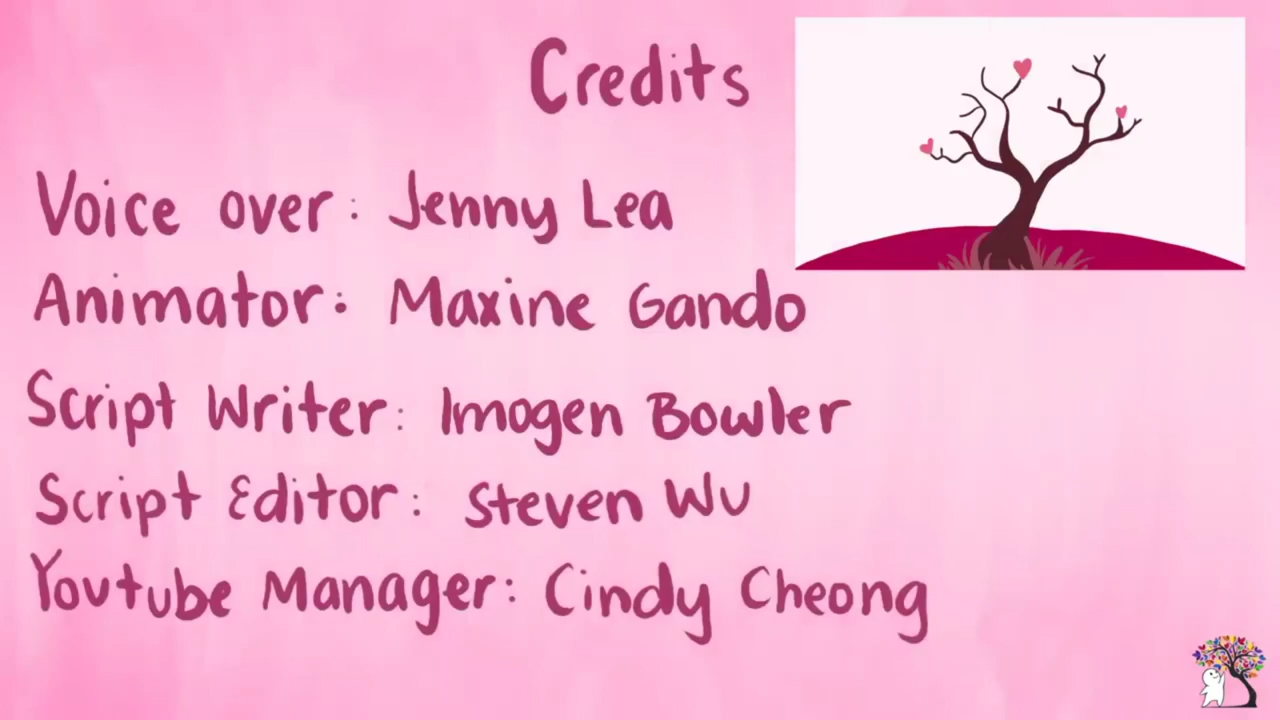 Credits
Voice over: Jenny Lea
Animator: Maxine Gando
Script Writer: Imogen Bowler
Script Editor: Steven Wu
Youtube Manager: Cindy Cheong